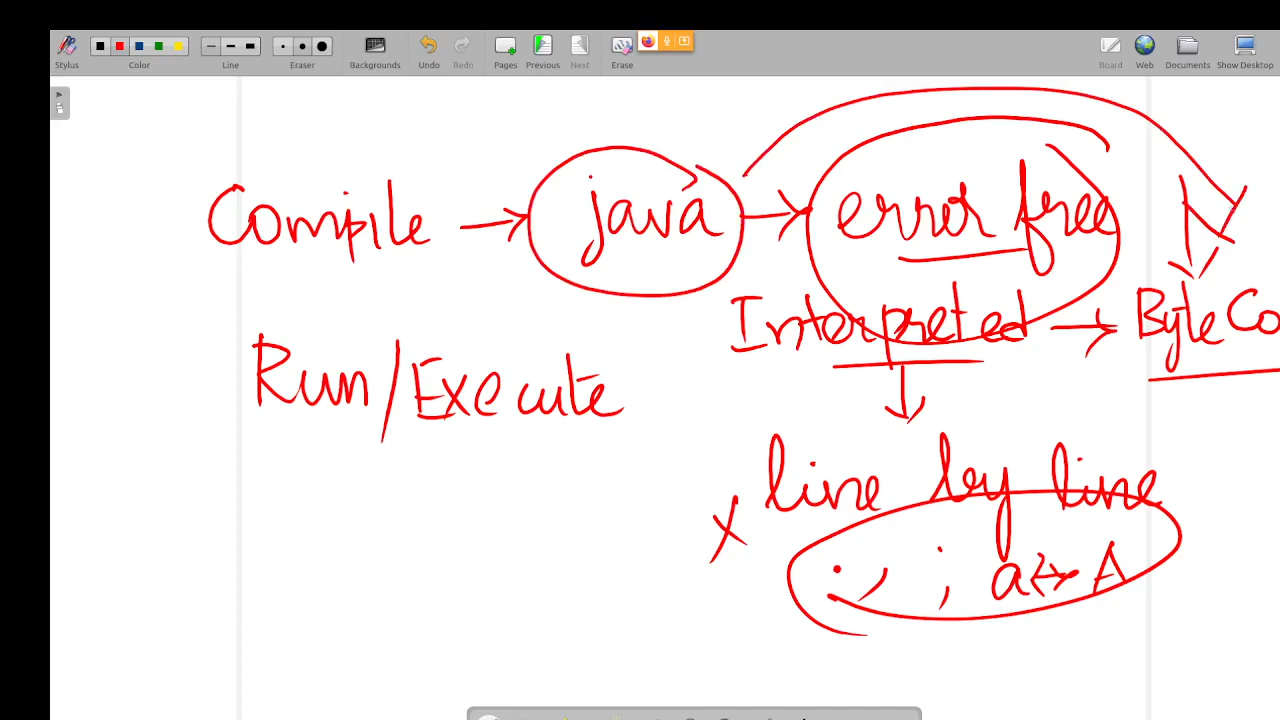 Stylus Color Line Eraser Backgrounds Undo Redo Pages Previous Next Erase Board Web Documents Show Desktop
Compile → java → error free
Interpreted → Byte Co
Run/Execute
line by line
X
. , ; a ↔ A